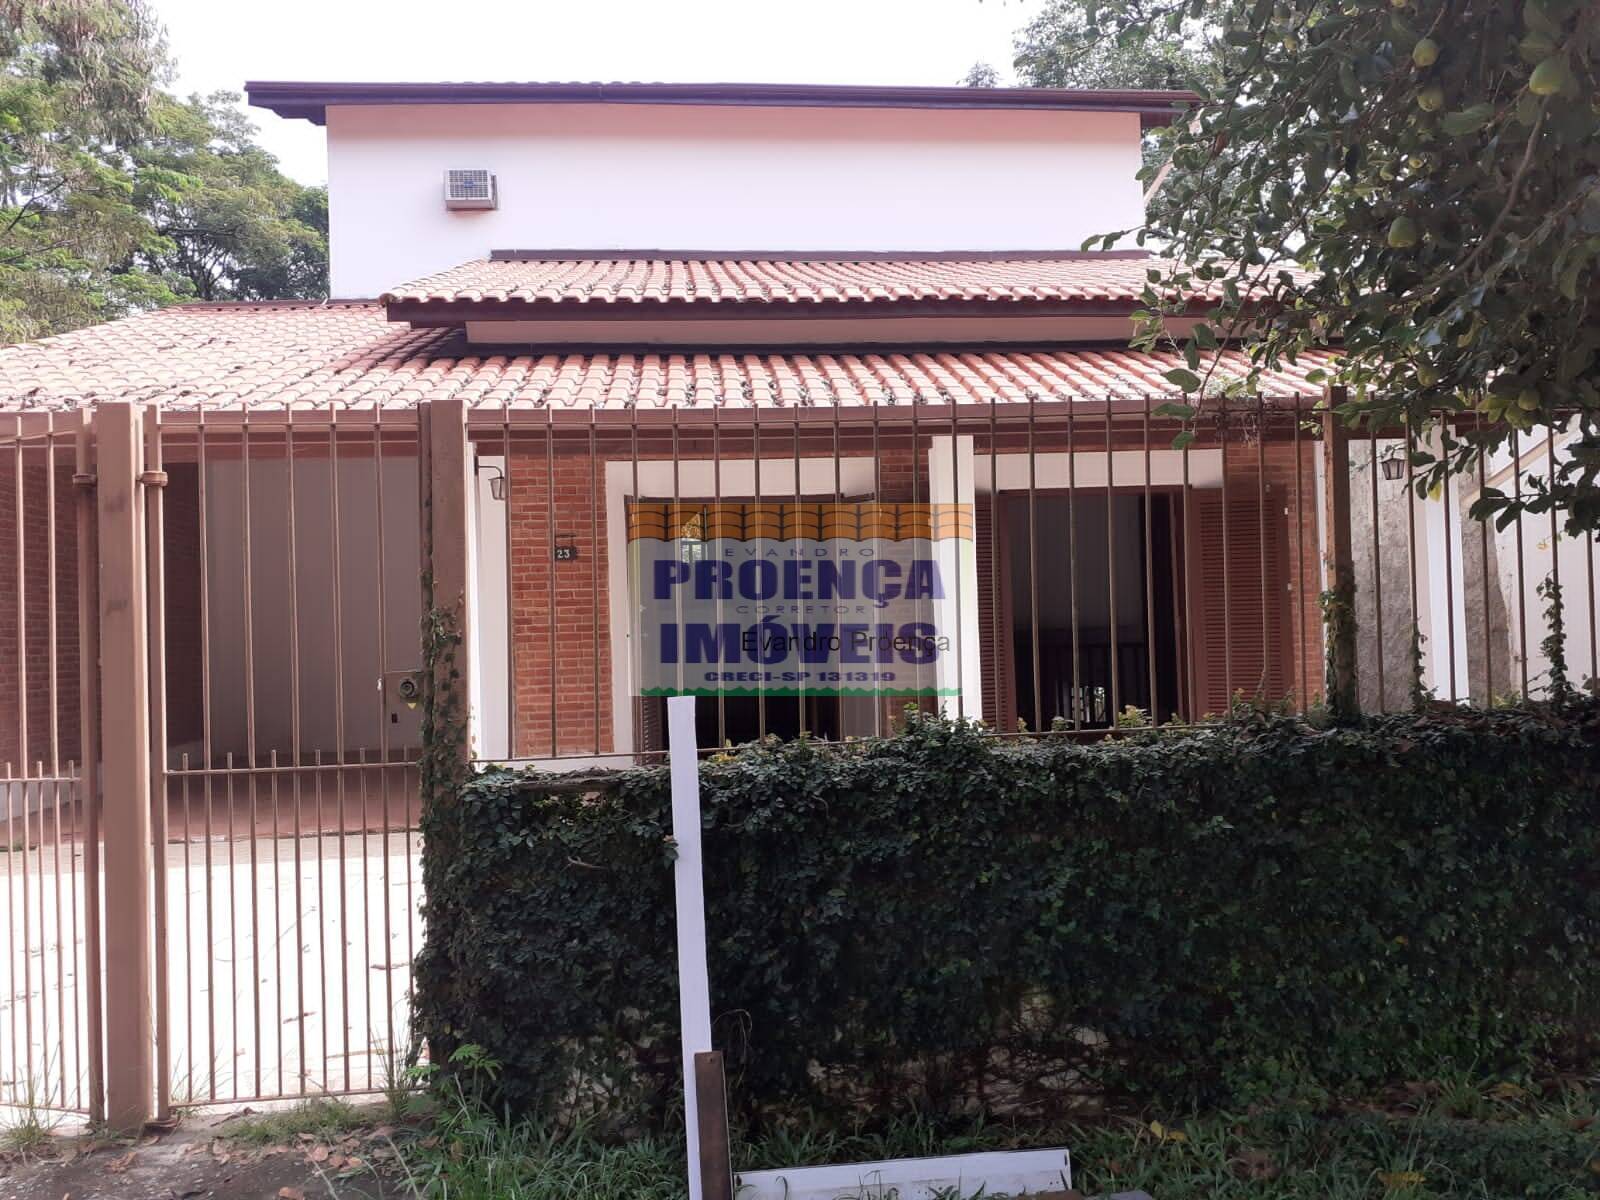 23
EVANDRO
PROENÇA
CORRETOR
IMÓVEIS
Evandro Proença
CRECI-SP 131319